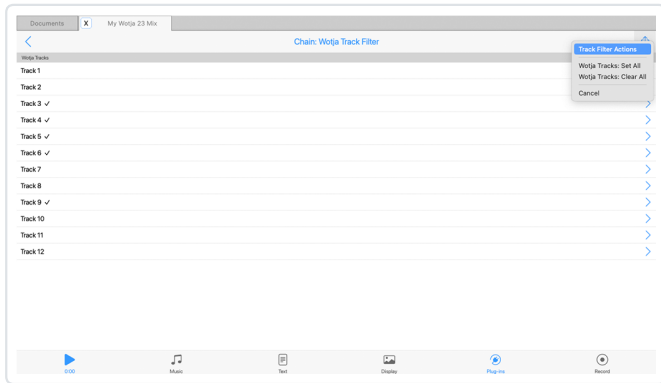 Documents X My Wotja 23 Mix
Chain: Wotja Track Filter
Track Filter Actions
Wotja Tracks: Set All
Wotja Tracks: Clear All
Cancel
Wotja Tracks
Track 1
Track 2
Track 3 ✓
Track 4 ✓
Track 5 ✓
Track 6 ✓
Track 7
Track 8
Track 9 ✓
Track 10
Track 11
Track 12
0:00 Music Text Display Plug-ins Record